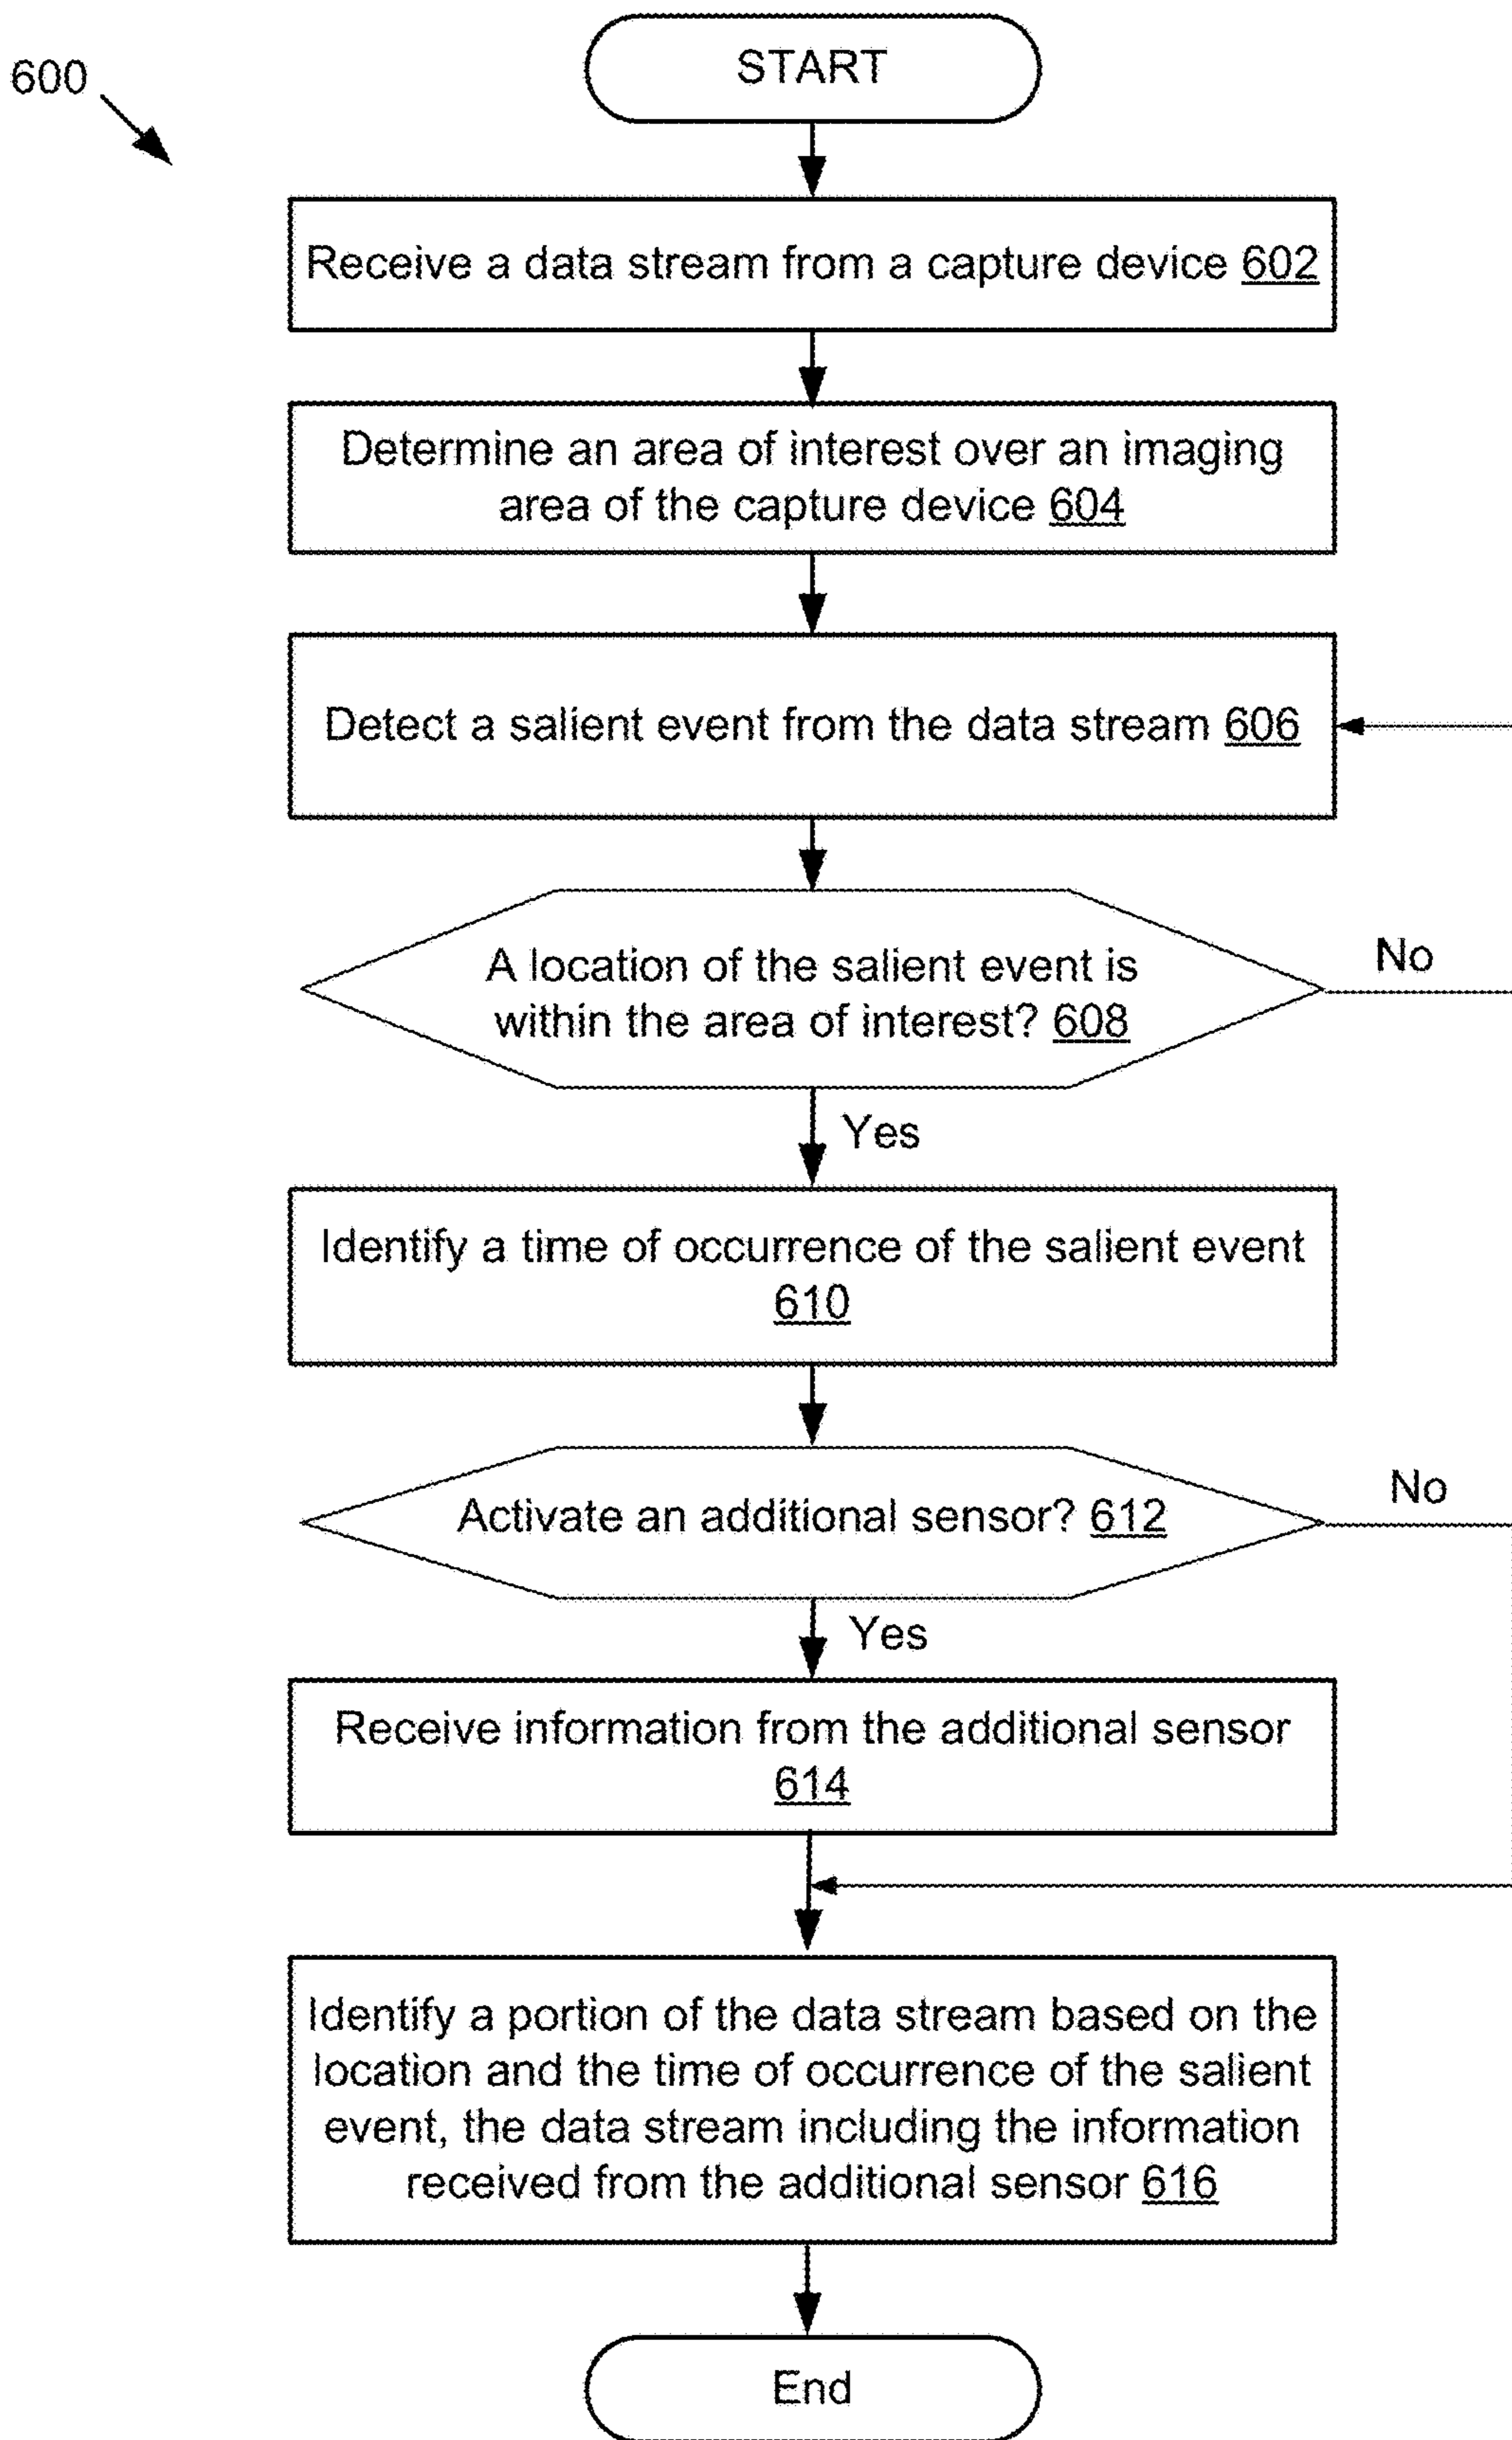 600
START
Receive a data stream from a capture device 602
Determine an area of interest over an imaging
area of the capture device 604
Detect a salient event from the data stream 606
A location of the salient event is
within the area of interest? 608
No
Yes
Identify a time of occurrence of the salient event
610
Activate an additional sensor? 612
No
Yes
Receive information from the additional sensor
614
Identify a portion of the data stream based on the
location and the time of occurrence of the salient
event, the data stream including the information
received from the additional sensor 616
End